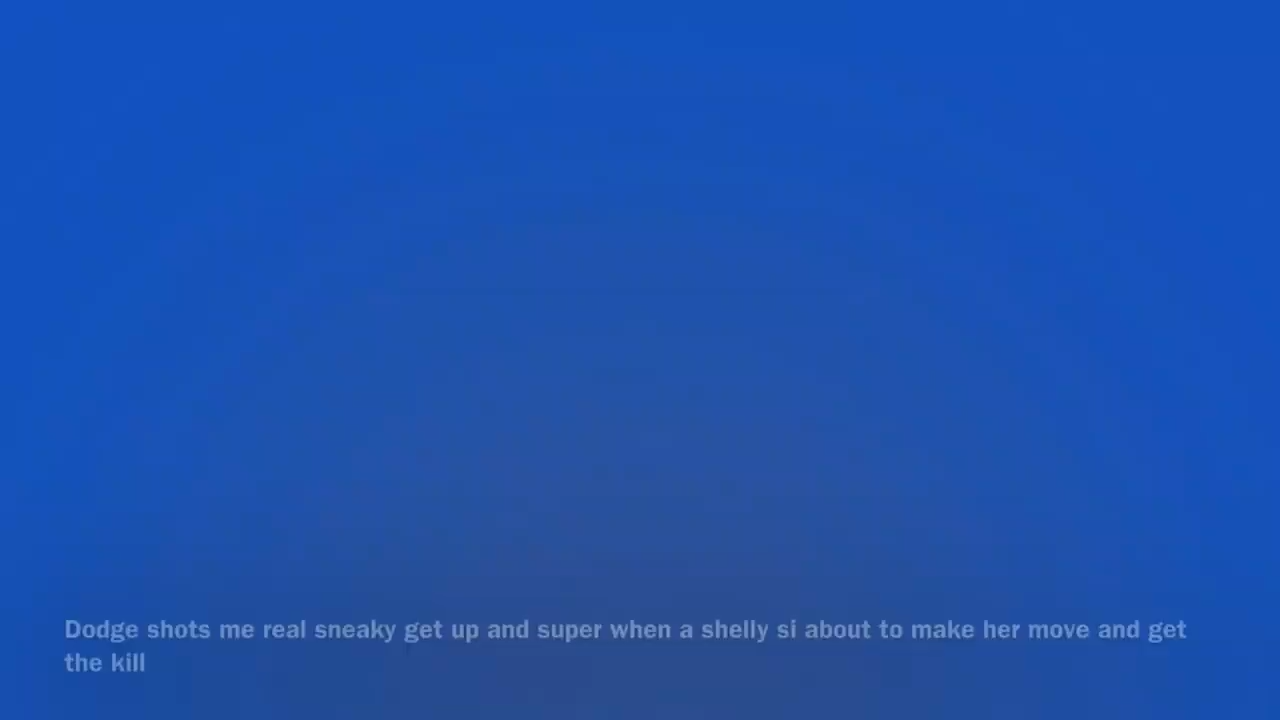 Dodge shots me real sneaky get up and super when a shelly si about to make her move and get
the kill